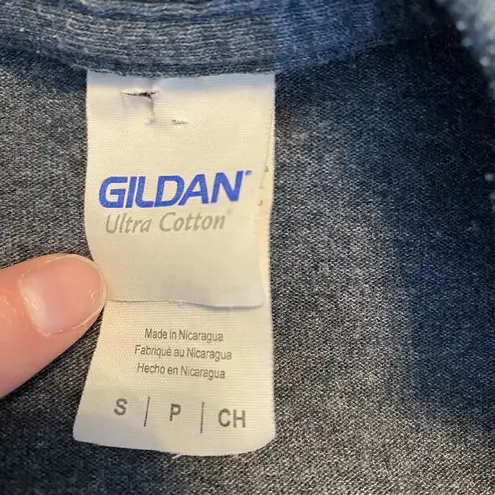 GILDAN®
Ultra Cotton®
Made in Nicaragua
Fabriqué au Nicaragua
Hecho en Nicaragua
S | P | CH